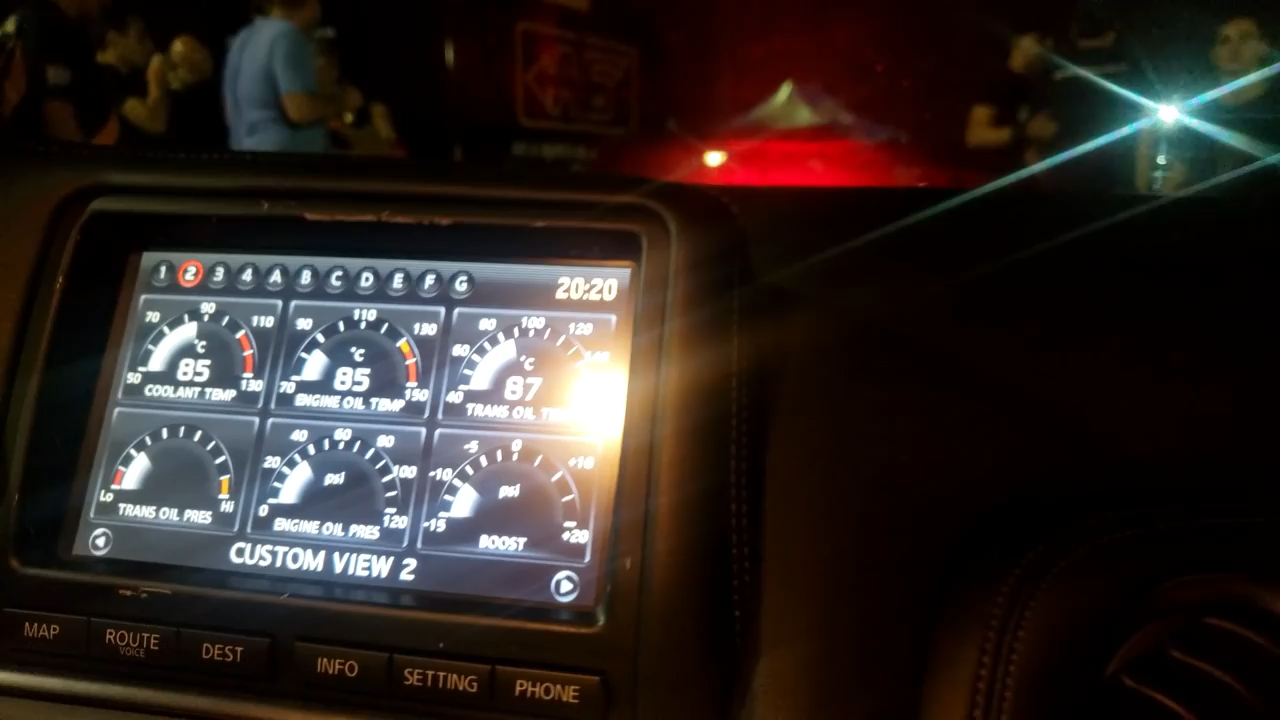 1 2 3 4 A B C D E F G 20:20
50 70 90 110 130
°C
85
COOLANT TEMP
70 90 110 130 150
°C
85
ENGINE OIL TEMP
40 60 80 100 120
°C
87
TRANS OIL
Lo Hi
TRANS OIL PRES
0 20 40 60 80 100 120
psi
ENGINE OIL PRES
-15 -10 -5 0 +10 +20
psi
BOOST
CUSTOM VIEW 2
MAP ROUTE DEST INFO SETTING PHONE
VOICE